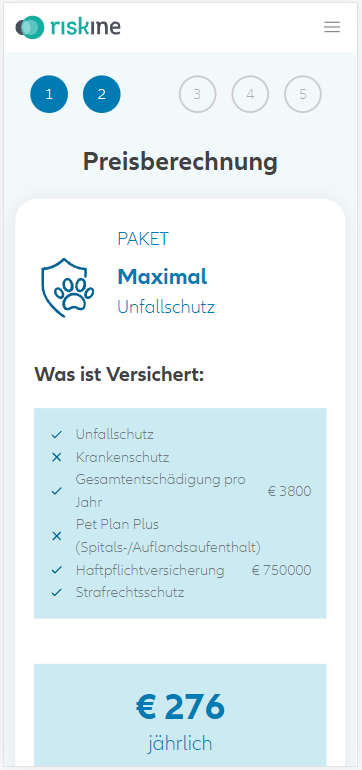 riskine
1 2 3 4 5
Preisberechnung
PAKET
Maximal
Unfallschutz
Was ist Versichert:
Unfallschutz
Krankenschutz
Gesamtentschädigung pro
Jahr € 3800
Pet Plan Plus
(Spitals-/Auflandsaufenthalt)
Haftpflichtversicherung € 750000
Strafrechtsschutz
€ 276
jährlich